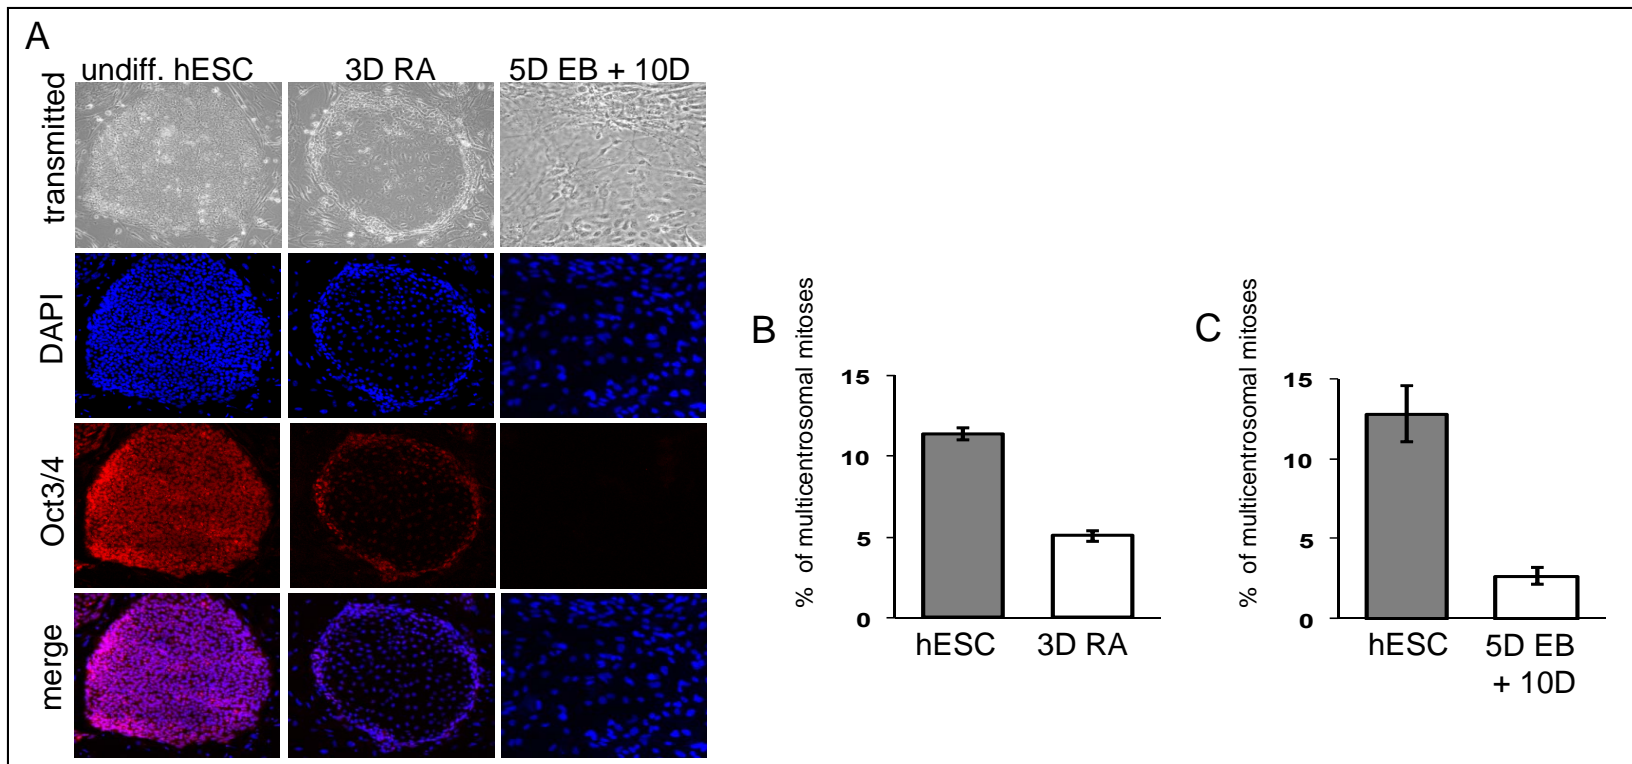 A
undiff. hESC
3D RA
5D EB + 10D
transmitted
DAPI
Oct3/4
merge
B
% of multicentrosomal mitoses
15
10
5
0
hESC
3D RA
C
% of multicentrosomal mitoses
15
10
5
0
hESC
5D EB
+ 10D